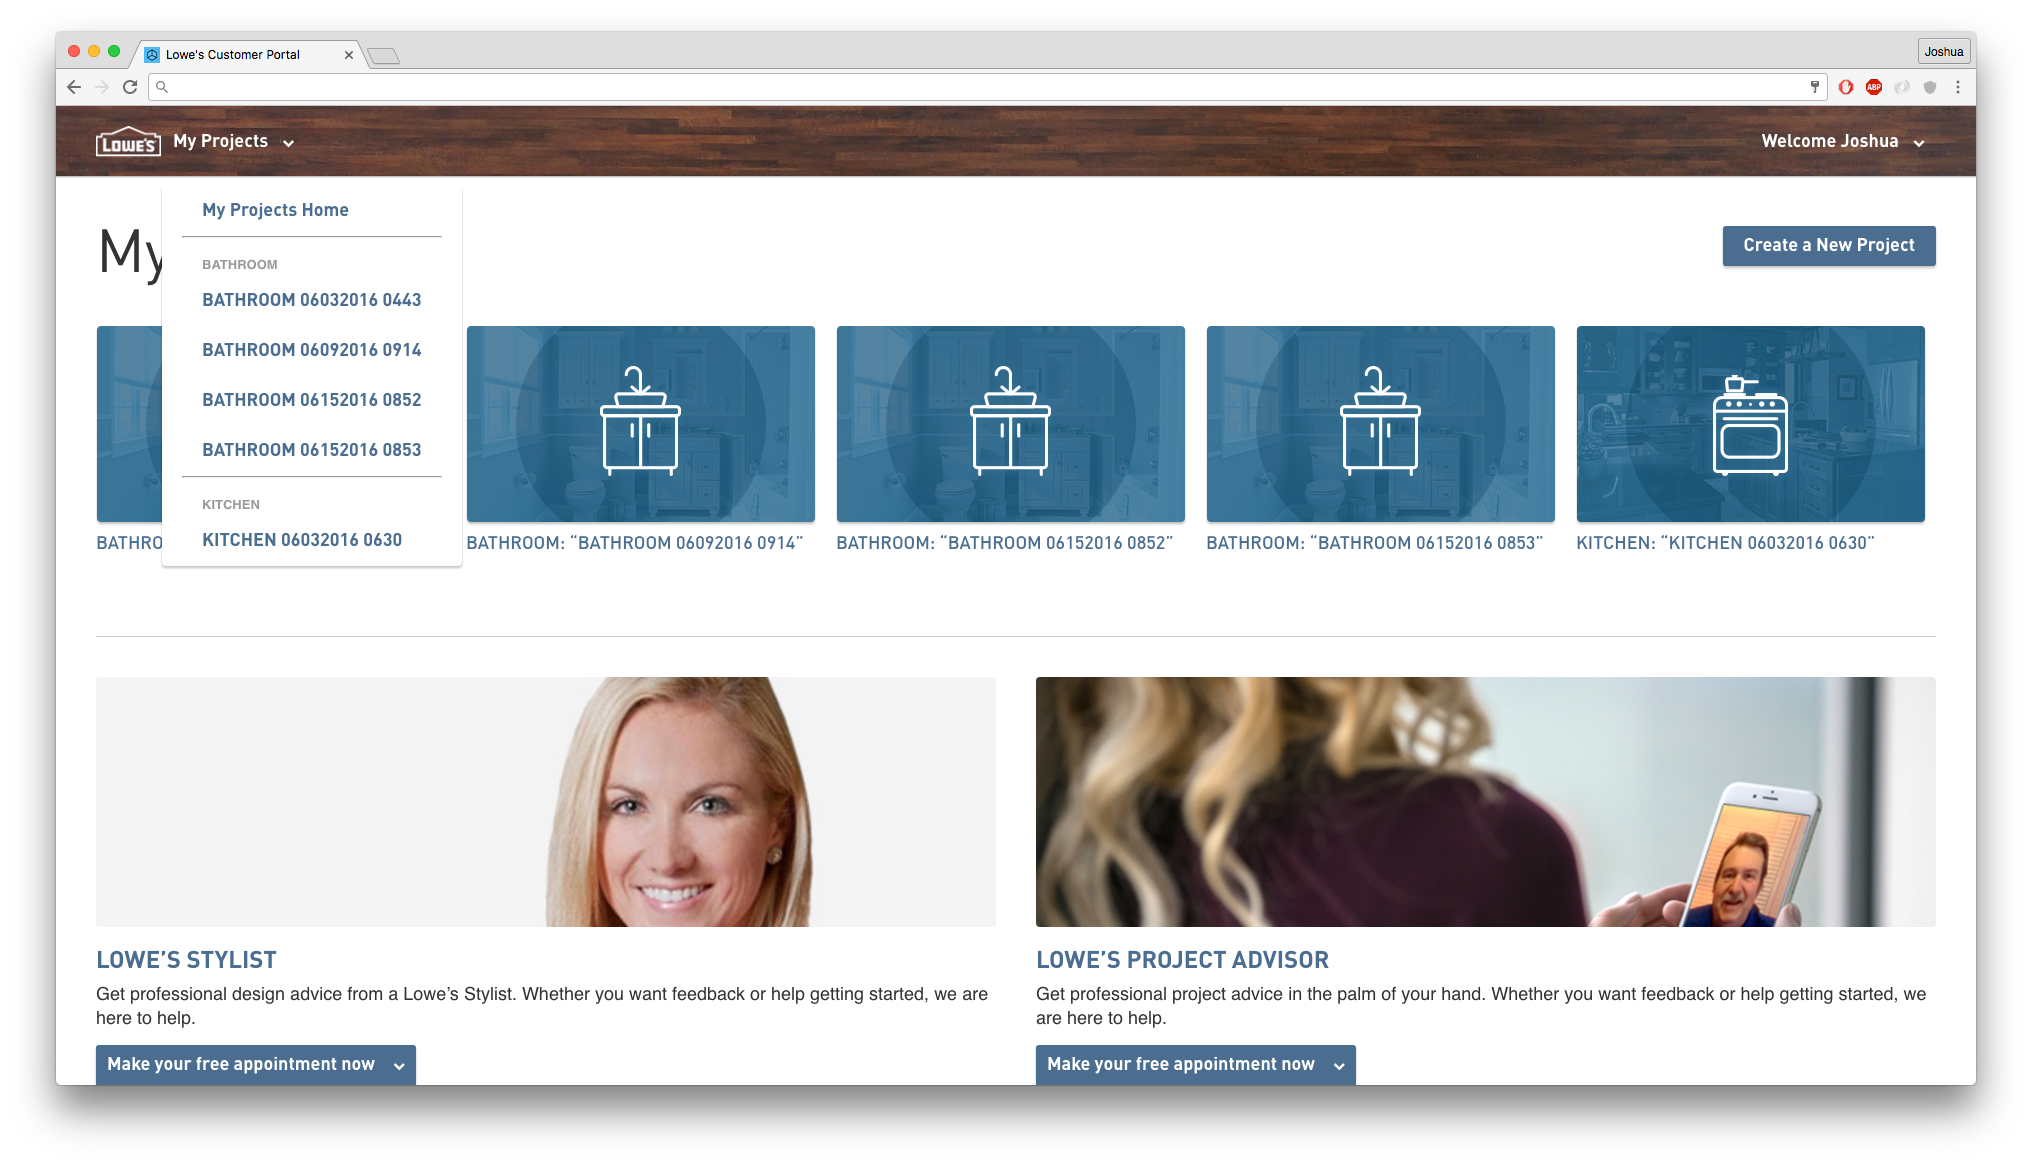 Lowe's Customer Portal
Joshua
ABP
LOWE'S
My Projects
Welcome Joshua
My Projects Home
My
Create a New Project
BATHROOM
BATHROOM 06032016 0443
BATHROOM 06092016 0914
BATHROOM 06152016 0852
BATHROOM 06152016 0853
KITCHEN
KITCHEN 06032016 0630
BATHRO
BATHROOM: “BATHROOM 06092016 0914”
BATHROOM: “BATHROOM 06152016 0852”
BATHROOM: “BATHROOM 06152016 0853”
KITCHEN: “KITCHEN 06032016 0630”
LOWE’S STYLIST
Get professional design advice from a Lowe’s Stylist. Whether you want feedback or help getting started, we are
here to help.
Make your free appointment now
LOWE’S PROJECT ADVISOR
Get professional project advice in the palm of your hand. Whether you want feedback or help getting started, we
are here to help.
Make your free appointment now